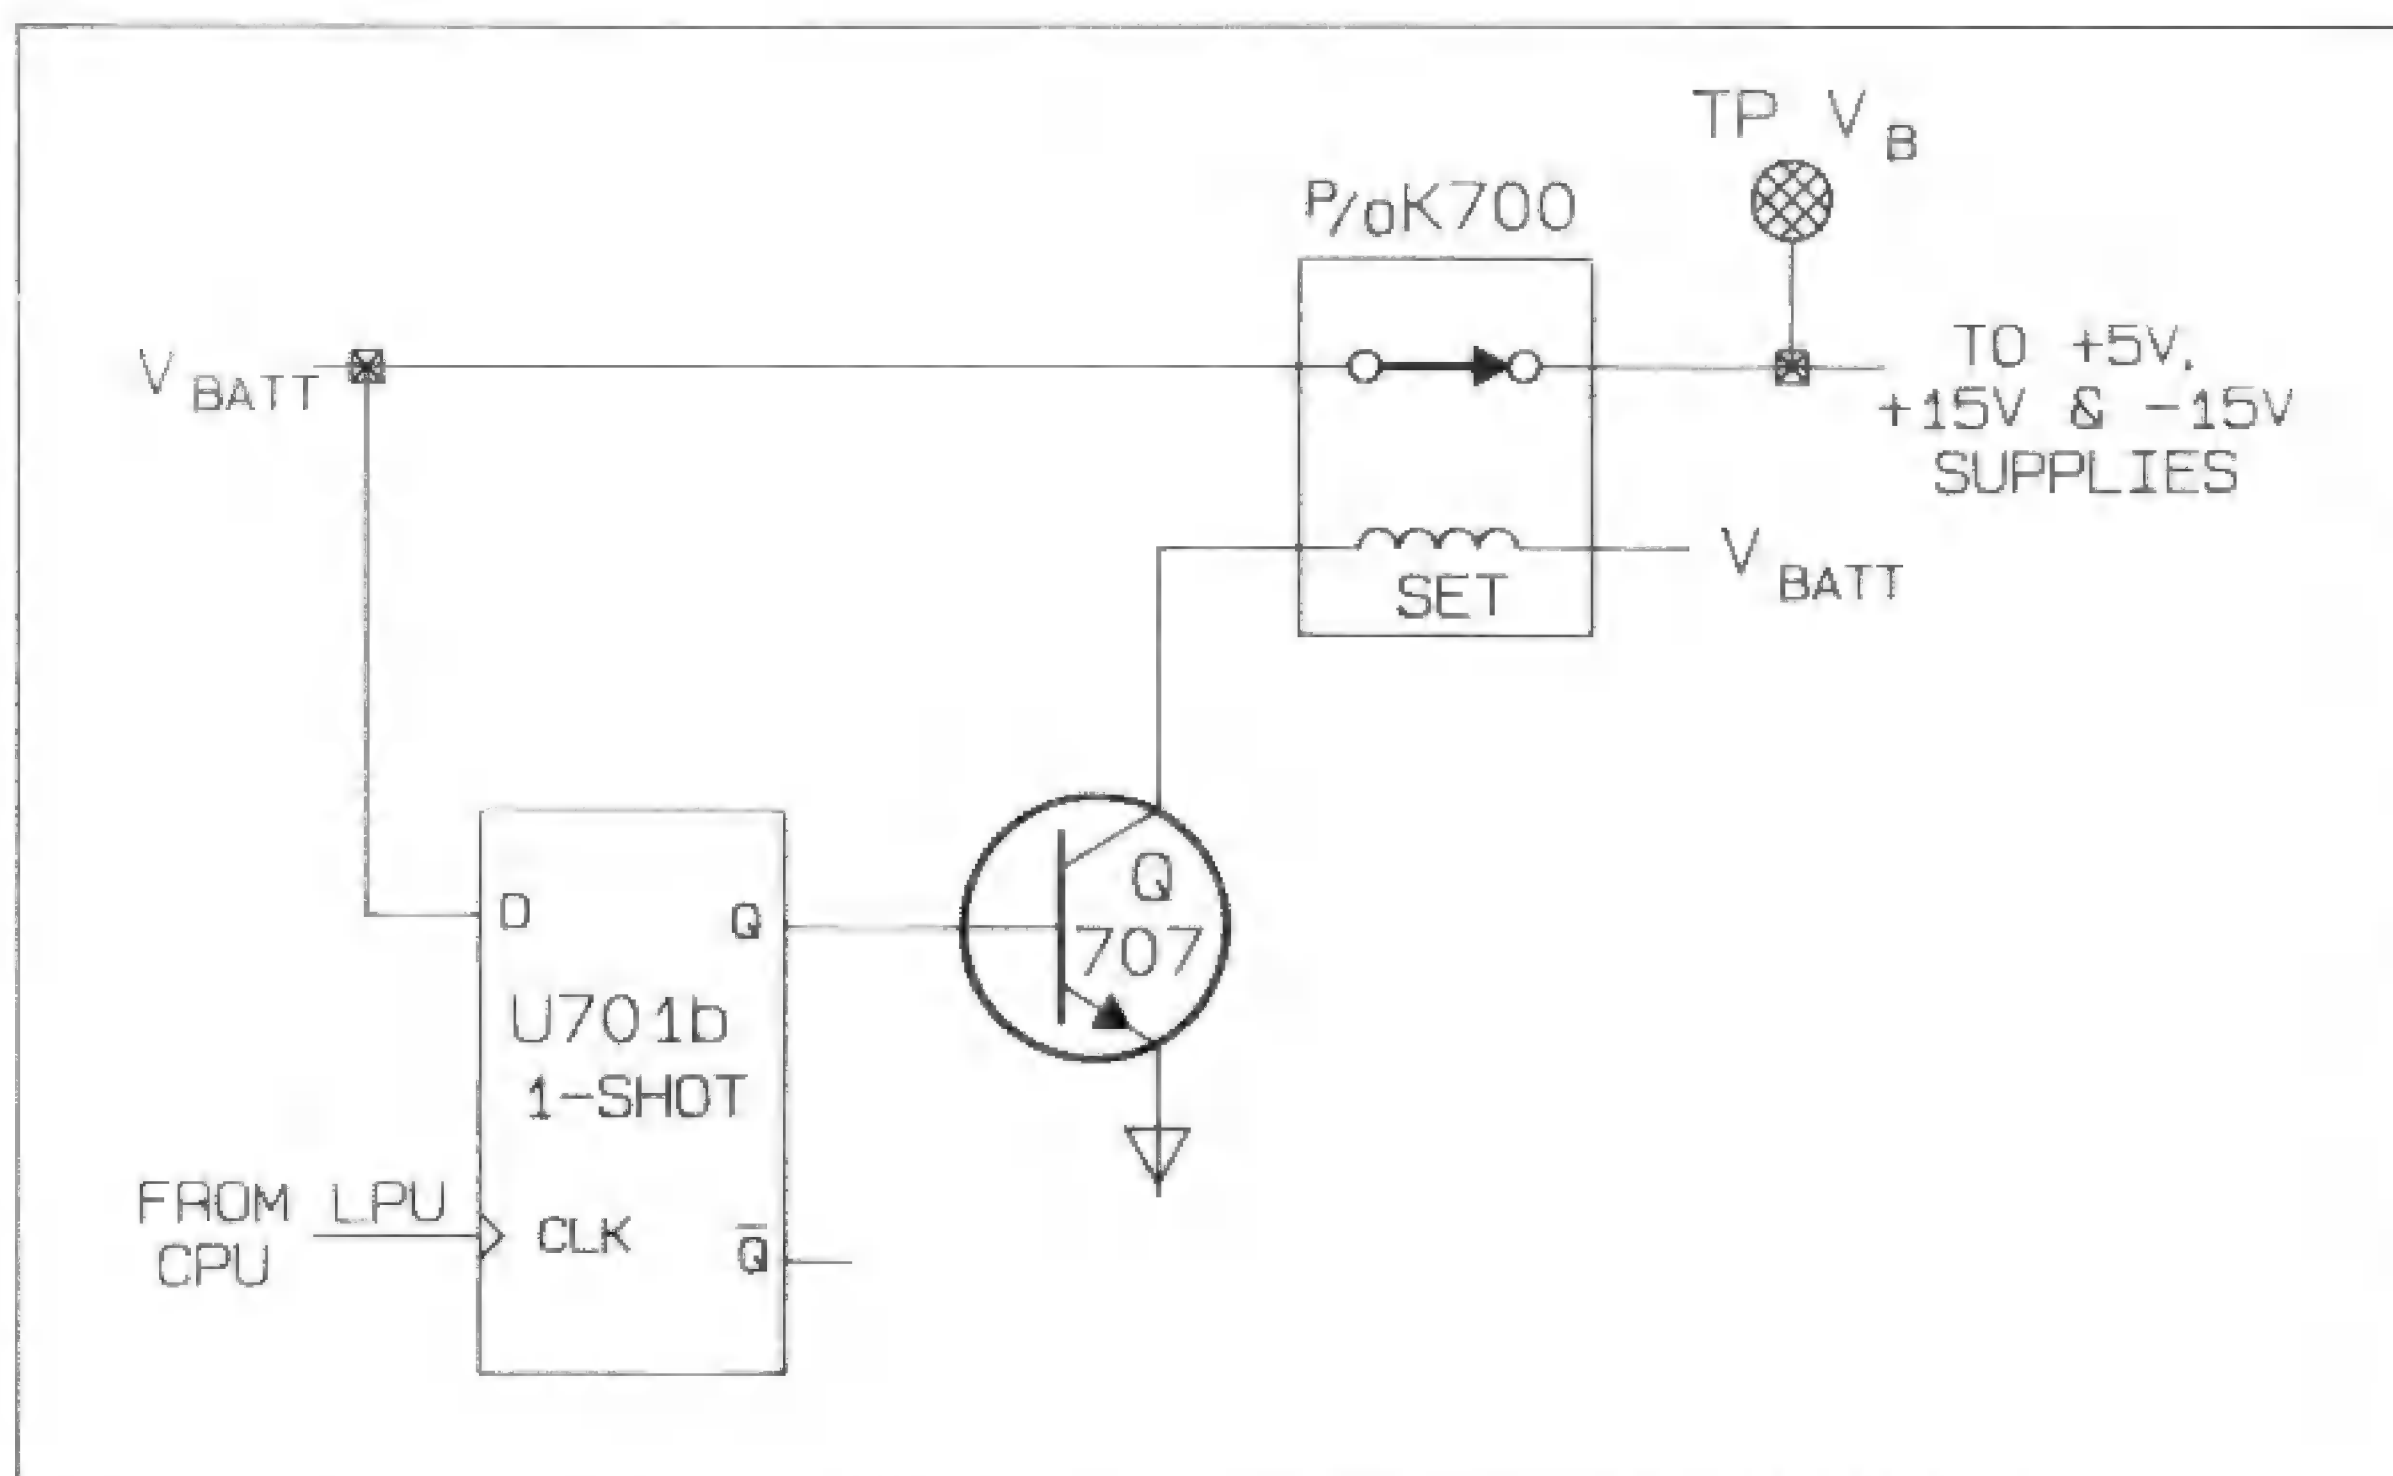 TP V B
P/oK700
V BATT
TO +5V,
+15V & -15V
SUPPLIES
SET
V BATT
D
Q
Q
707
U701b
1-SHOT
FROM LPU
CPU
CLK
Q̅